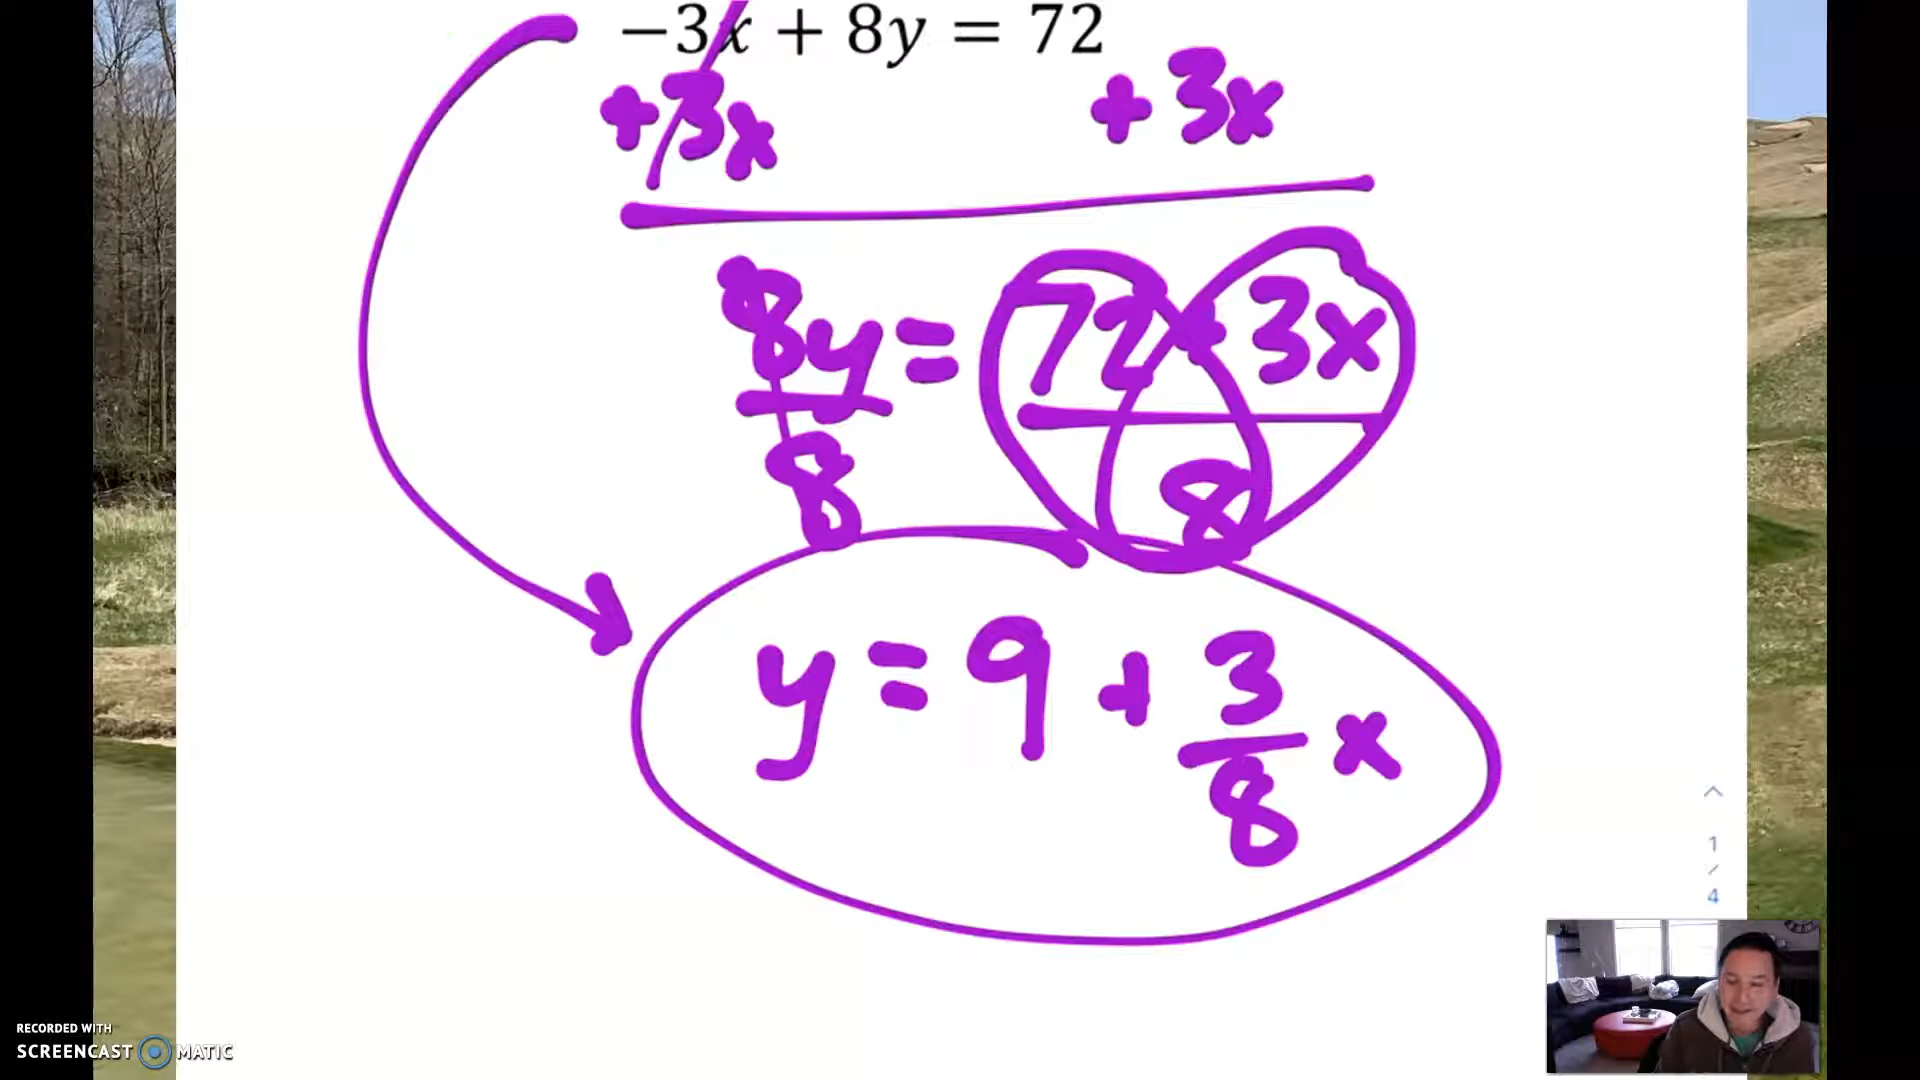 −3x + 8y = 72
+3x +3x
8y = 72 + 3x
8 8
y = 9 + 3/8 x
1
/
4
RECORDED WITH
SCREENCAST MATIC